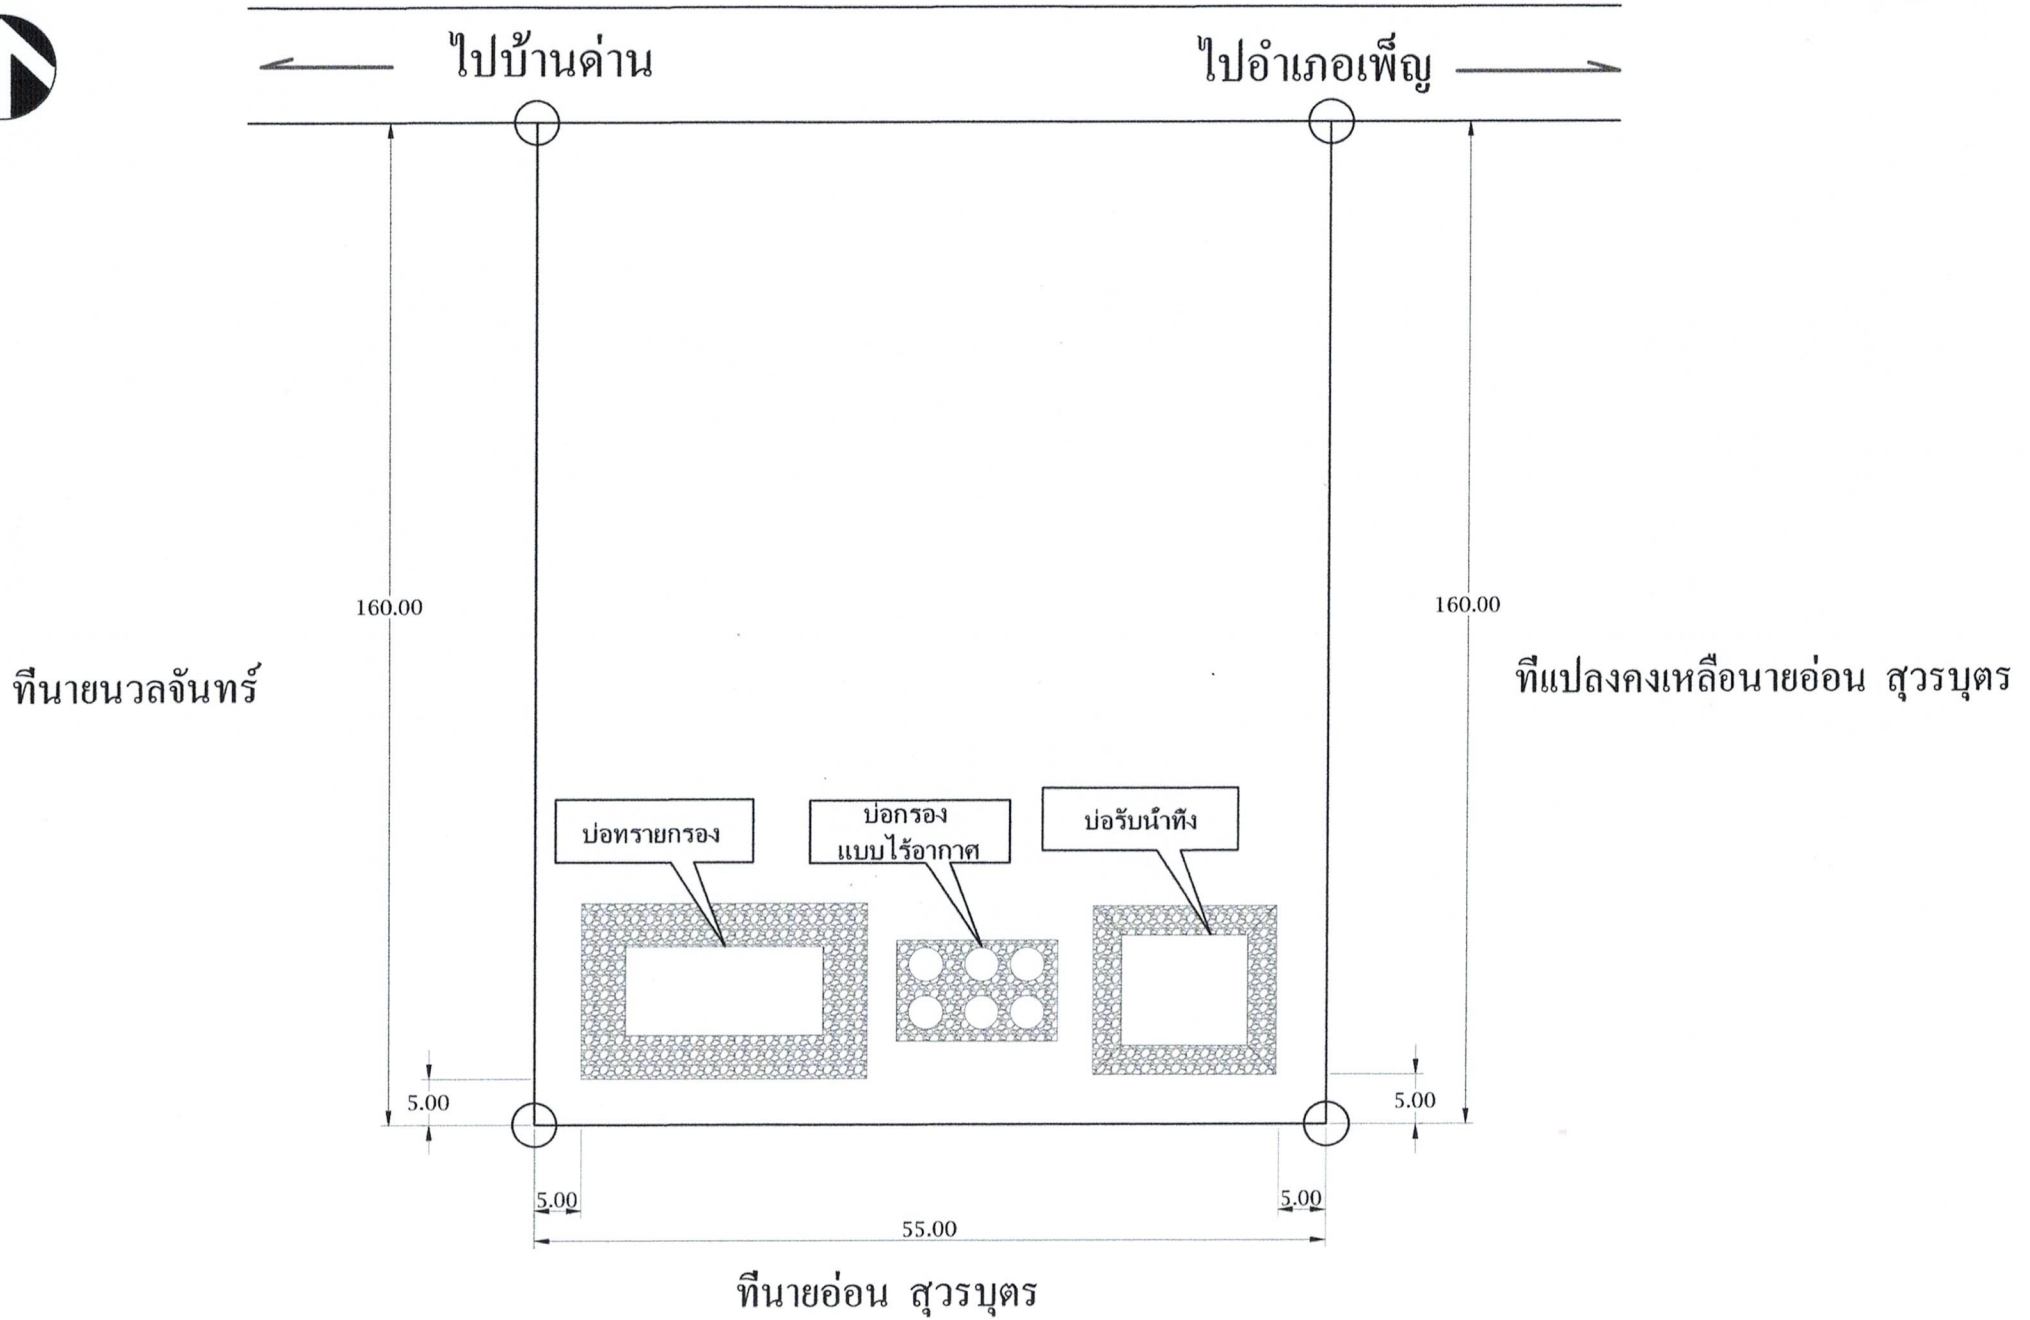 ไปบ้านด่าน
ไปอำเภอเพ็ญ
160.00
160.00
ที่นายนวลจันทร์
ที่แปลงคงเหลือนายอ่อน สุวรบุตร
บ่อทรายกรอง
บ่อกรอง
แบบไร้อากาศ
บ่อรับน้ำทิ้ง
5.00
5.00
5.00
5.00
55.00
ที่นายอ่อน สุวรบุตร